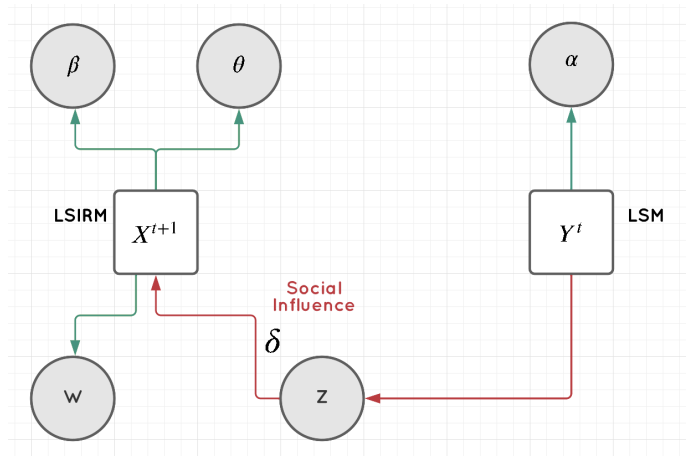 β
θ
α
LSIRM
X^{t+1}
Y^t
LSM
Social
Influence
δ
w
z